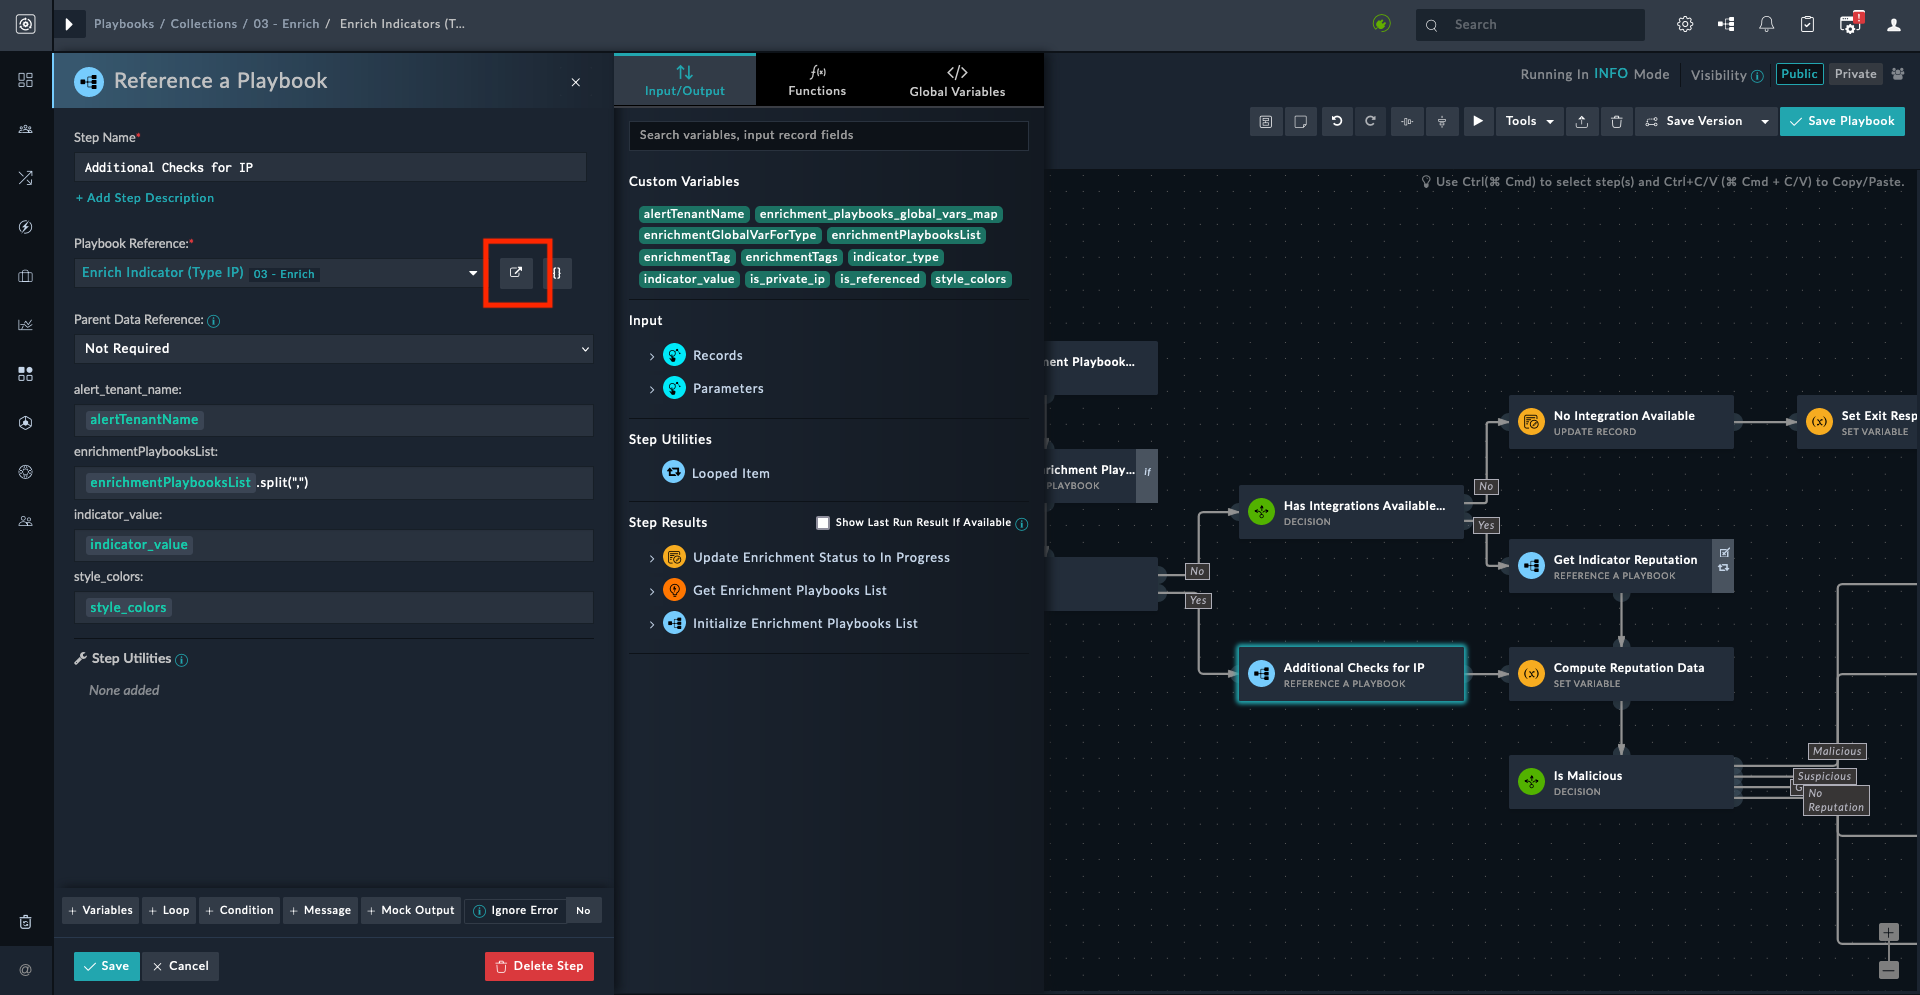 Playbooks / Collections / 03 - Enrich / Enrich Indicators (T...
Search
Reference a Playbook
Step Name*
Additional Checks for IP
+ Add Step Description
Playbook Reference:*
Enrich Indicator (Type IP) 03 - Enrich
{}
Parent Data Reference:
Not Required
alert_tenant_name:
alertTenantName
enrichmentPlaybooksList:
enrichmentPlaybooksList .split(",")
indicator_value:
indicator_value
style_colors:
style_colors
Step Utilities
None added
+ Variables + Loop + Condition + Message + Mock Output Ignore Error No
Save Cancel Delete Step
Input/Output
f(x) Functions
</> Global Variables
Search variables, input record fields
Custom Variables
alertTenantName enrichment_playbooks_global_vars_map
enrichmentGlobalVarForType enrichmentPlaybooksList
enrichmentTag enrichmentTags indicator_type
indicator_value is_private_ip is_referenced style_colors
Input
Records
Parameters
Step Utilities
Looped Item
Step Results Show Last Run Result If Available
Update Enrichment Status to In Progress
Get Enrichment Playbooks List
Initialize Enrichment Playbooks List
Running In INFO Mode Visibility Public Private
Tools Save Version Save Playbook
Use Ctrl(⌘ Cmd) to select step(s) and Ctrl+C/V (⌘ Cmd + C/V) to Copy/Paste.
ent Playbook...
richment Play... if
PLAYBOOK
No
Yes
Has Integrations Available...
DECISION
No
Yes
No Integration Available
UPDATE RECORD
(x) Set Exit Resp
SET VARIABLE
Get Indicator Reputation
REFERENCE A PLAYBOOK
Additional Checks for IP
REFERENCE A PLAYBOOK
(x) Compute Reputation Data
SET VARIABLE
Is Malicious
DECISION
Malicious
Suspicious
G
No
Reputation
@